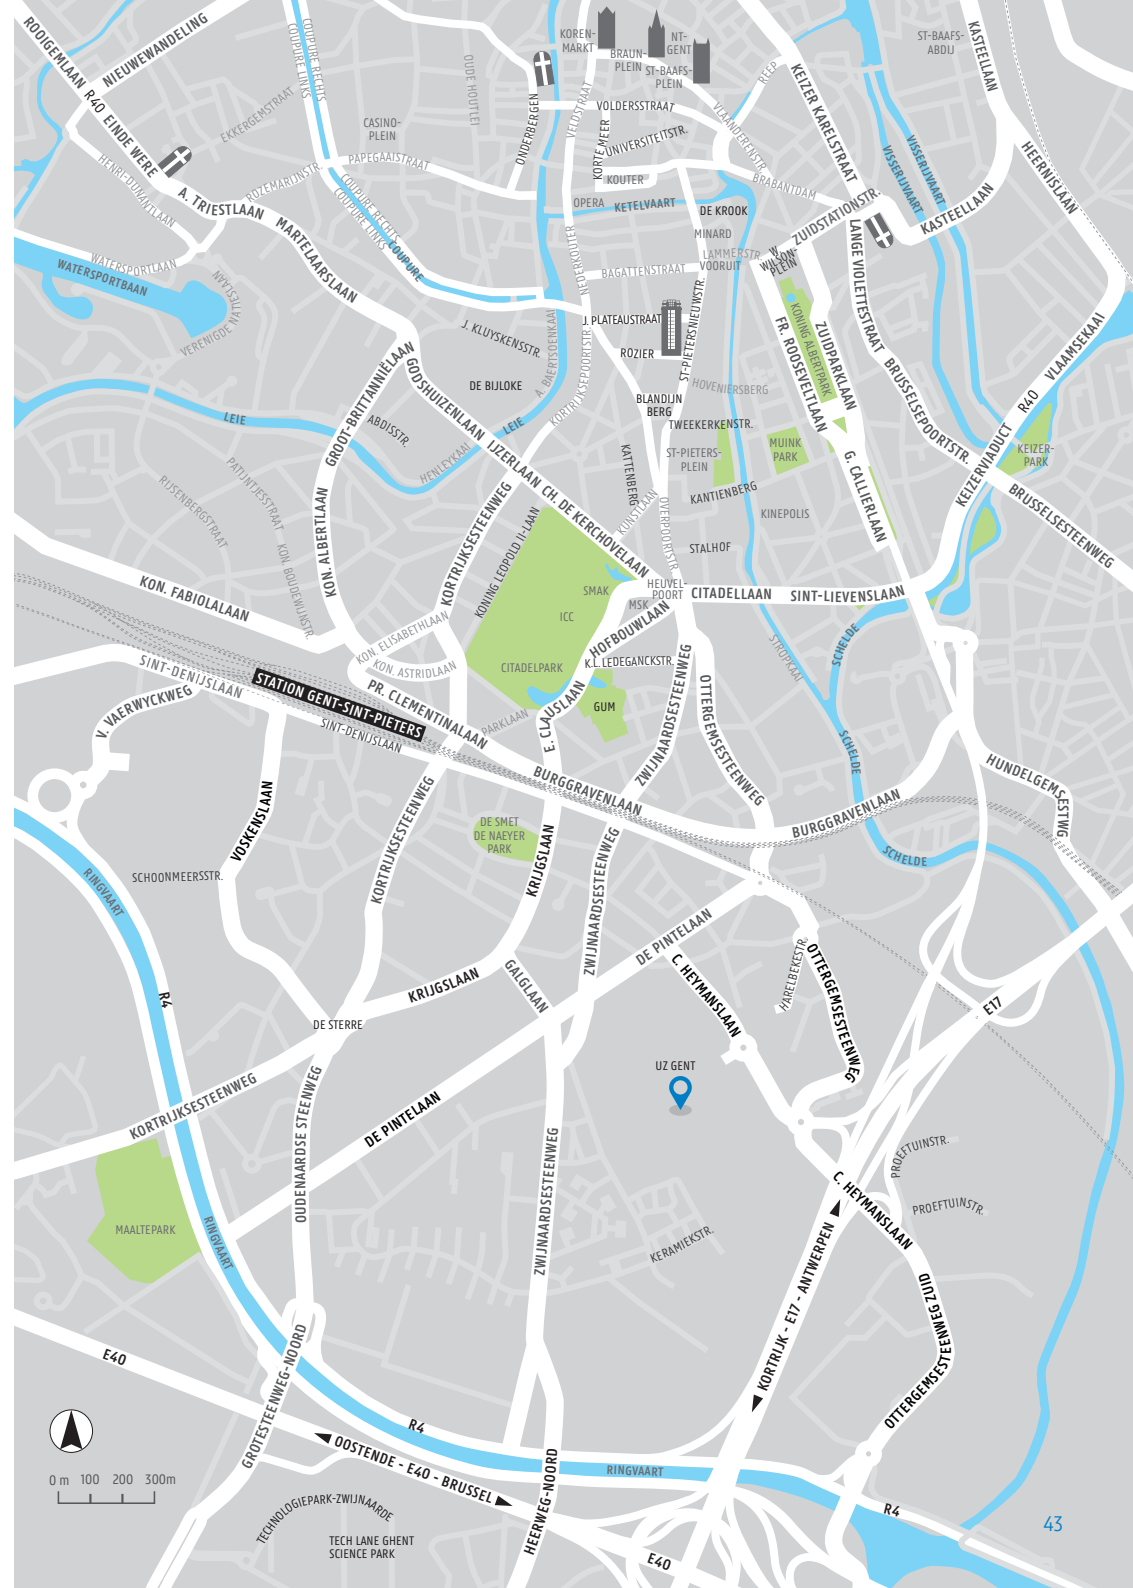 ROOIGEMLAAN
R40
EINDE WERE
NIEUWEWANDELING
COUPURE RECHTS
COUPURE LINKS
OUDE HOUTLEI
KOREN-
MARKT
BRAUN-
PLEIN
NT-
GENT
ST-BAAFS-
PLEIN
REEP
KEIZER KARELSTRAAT
ST-BAAFS-
ABDIJ
KASTEELLAAN
EKKERGEMSTRAAT
CASINO-
PLEIN
ONDERBERGEN
VELDSTRAAT
VOLDERSSTRAAT
KORTE MEER
UNIVERSITEITSTR.
VLAANDERENSTR.
VISSERIJVAART
VISSERIJVAART
HEERNISLAAN
HENRI-DUNANTLAAN
ROZEMARIJNSTR.
PAPEGAAISTRAAT
KOUTER
BRABANTDAM
A. TRIESTLAAN
COUPURE RECHTS
COUPURE LINKS
COUPURE
OPERA
KETELVAART
DE KROOK
MINARD
ZUIDSTATIONSTR.
KASTEELLAAN
MARTELAARSLAAN
WATERSPORTLAAN
WATERSPORTBAAN
NEDERKOUTER
BAGATTENSTRAAT
LAMMERSTR.
VOORUIT
W.
WILSON-
PLEIN
LANGE VIOLETTESTRAAT
VERENIGDE NATIESLAAN
J. KLUYSKENSSTR.
A. BAERTSOENKAAI
J. PLATEAUSTRAAT
ST-PIETERSNIEUWSTR.
ROZIER
KONING ALBERTPARK
FR. ROOSEVELTLAAN
ZUIDPARKLAAN
VLAAMSEKAAI
GODSHUIZENLAAN
DE BIJLOKE
KORTRIJKSEPOORTSTR.
HOVENIERSBERG
BRUSSELSEPOORTSTR.
R40
LEIE
GROOT-BRITTANNIËLAAN
ABDISSTR.
LEIE
BLANDIJN
BERG
TWEEKERKENSTR.
KEIZERVIADUCT
KEIZER-
PARK
HENLEYKAAI
IJZERLAAN
KATTENBERG
ST-PIETERS-
PLEIN
MUINK
PARK
G. CALLIERLAAN
PATIJNTJESSTRAAT
RIJSENBERGSTRAAT
KORTRIJKSESTEENWEG
CH. DE KERCHOVELAAN
KUNSTLAAN
OVERPOORTSTR.
KANTIENBERG
KINEPOLIS
BRUSSELSESTEENWEG
KON. ALBERTLAAN
KON. BOUDEWIJNSTR.
KONING LEOPOLD II-LAAN
STALHOF
KON. FABIOLALAAN
SMAK
HEUVEL-
POORT
CITADELLAAN
SINT-LIEVENSLAAN
ICC
MSK
HOFBOUWLAAN
KON. ELISABETHLAAN
STROPKAAI
SCHELDE
KON. ASTRIDLAAN
CITADELPARK
K.L. LEDEGANCKSTR.
SINT-DENIJSLAAN
STATION GENT-SINT-PIETERS
PR. CLEMENTINALAAN
V. VAERWYCKWEG
SINT-DENIJSLAAN
PARKLAAN
E. CLAUSLAAN
GUM
ZWIJNAARDSESTEENWEG
OTTERGEMSESTEENWEG
SCHELDE
HUNDELGEMSESTWG
BURGGRAVENLAAN
BURGGRAVENLAAN
VOSKENSLAAN
KORTRIJKSESTEENWEG
DE SMET
DE NAEYER
PARK
KRIJGSLAAN
ZWIJNAARDSESTEENWEG
SCHELDE
SCHOONMEERSSTR.
RINGVAART
DE PINTELAAN
C. HEYMANSLAAN
HARELBEKESTR.
OTTERGEMSESTEENWEG
R4
KRIJGSLAAN
GALGLAAN
E17
DE STERRE
UZ GENT
KORTRIJKSESTEENWEG
OUDENAARDSE STEENWEG
DE PINTELAAN
ZWIJNAARDSESTEENWEG
PROEFTUINSTR.
C. HEYMANSLAAN
PROEFTUINSTR.
MAALTEPARK
RINGVAART
KERAMIEKSTR.
KORTRIJK - E17 - ANTWERPEN
OTTERGEMSESTEENWEG ZUID
E40
GROTESTEENWEG-NOORD
R4
OOSTENDE - E40 - BRUSSEL
RINGVAART
HEERWEG-NOORD
R4
0 m 100 200 300m
TECHNOLOGIEPARK-ZWIJNAARDE
TECH LANE GHENT
SCIENCE PARK
E40
43